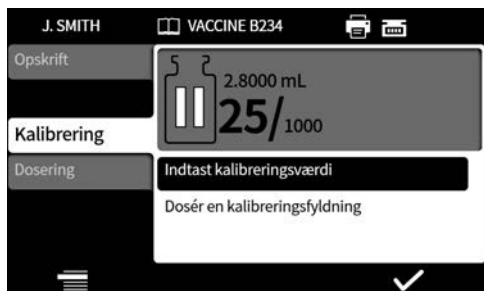 J. SMITH
VACCINE B234
Opskrift
2.8000 mL
25/1000
Kalibrering
Dosering
Indtast kalibreringsværdi
Dosér en kalibreringsfyldning